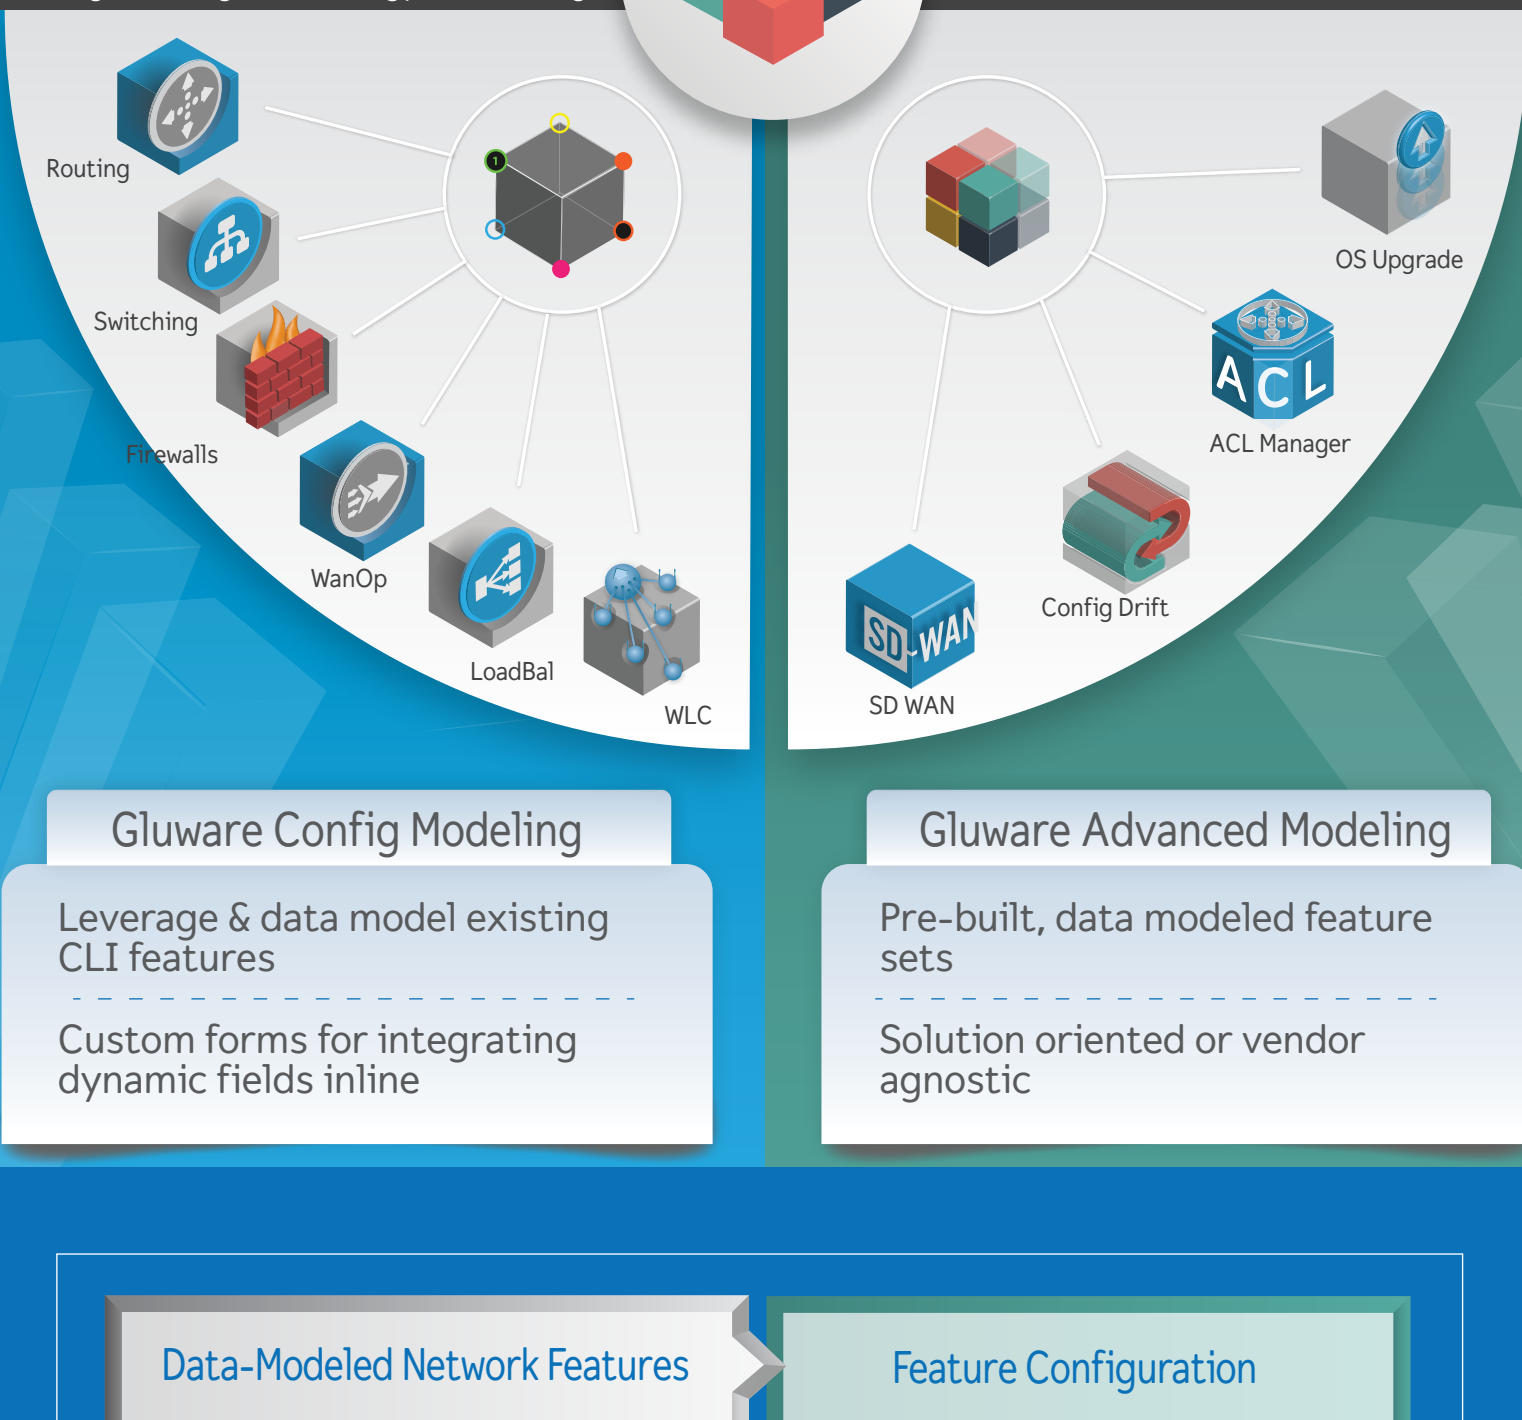 Routing
Switching
Firewalls
WanOp
LoadBal
WLC
1
OS Upgrade
ACL Manager
ACL
Config Drift
SD-WAN
SD WAN
Gluware Config Modeling
Leverage & data model existing
CLI features
Custom forms for integrating
dynamic fields inline
Gluware Advanced Modeling
Pre-built, data modeled feature
sets
Solution oriented or vendor
agnostic
Data-Modeled Network Features
Feature Configuration